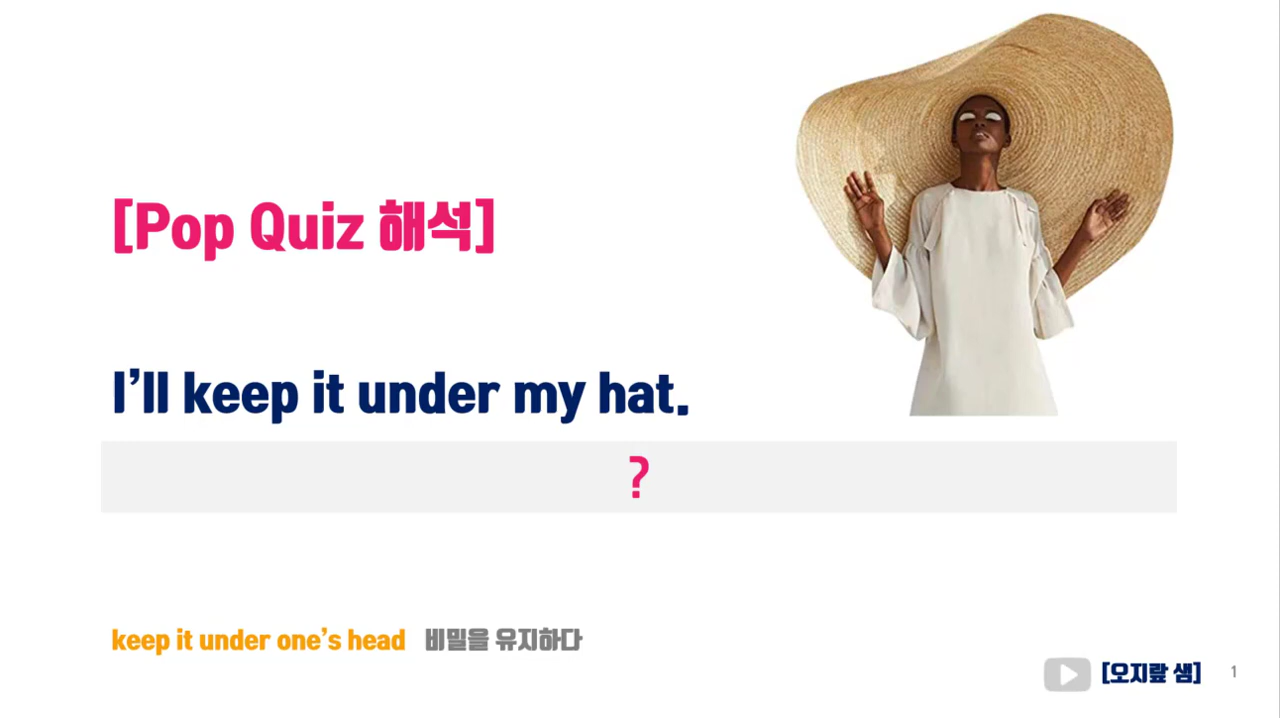 [Pop Quiz 해석]
I’ll keep it under my hat.
?
keep it under one’s head 비밀을 유지하다
[오지랖 샘] 1